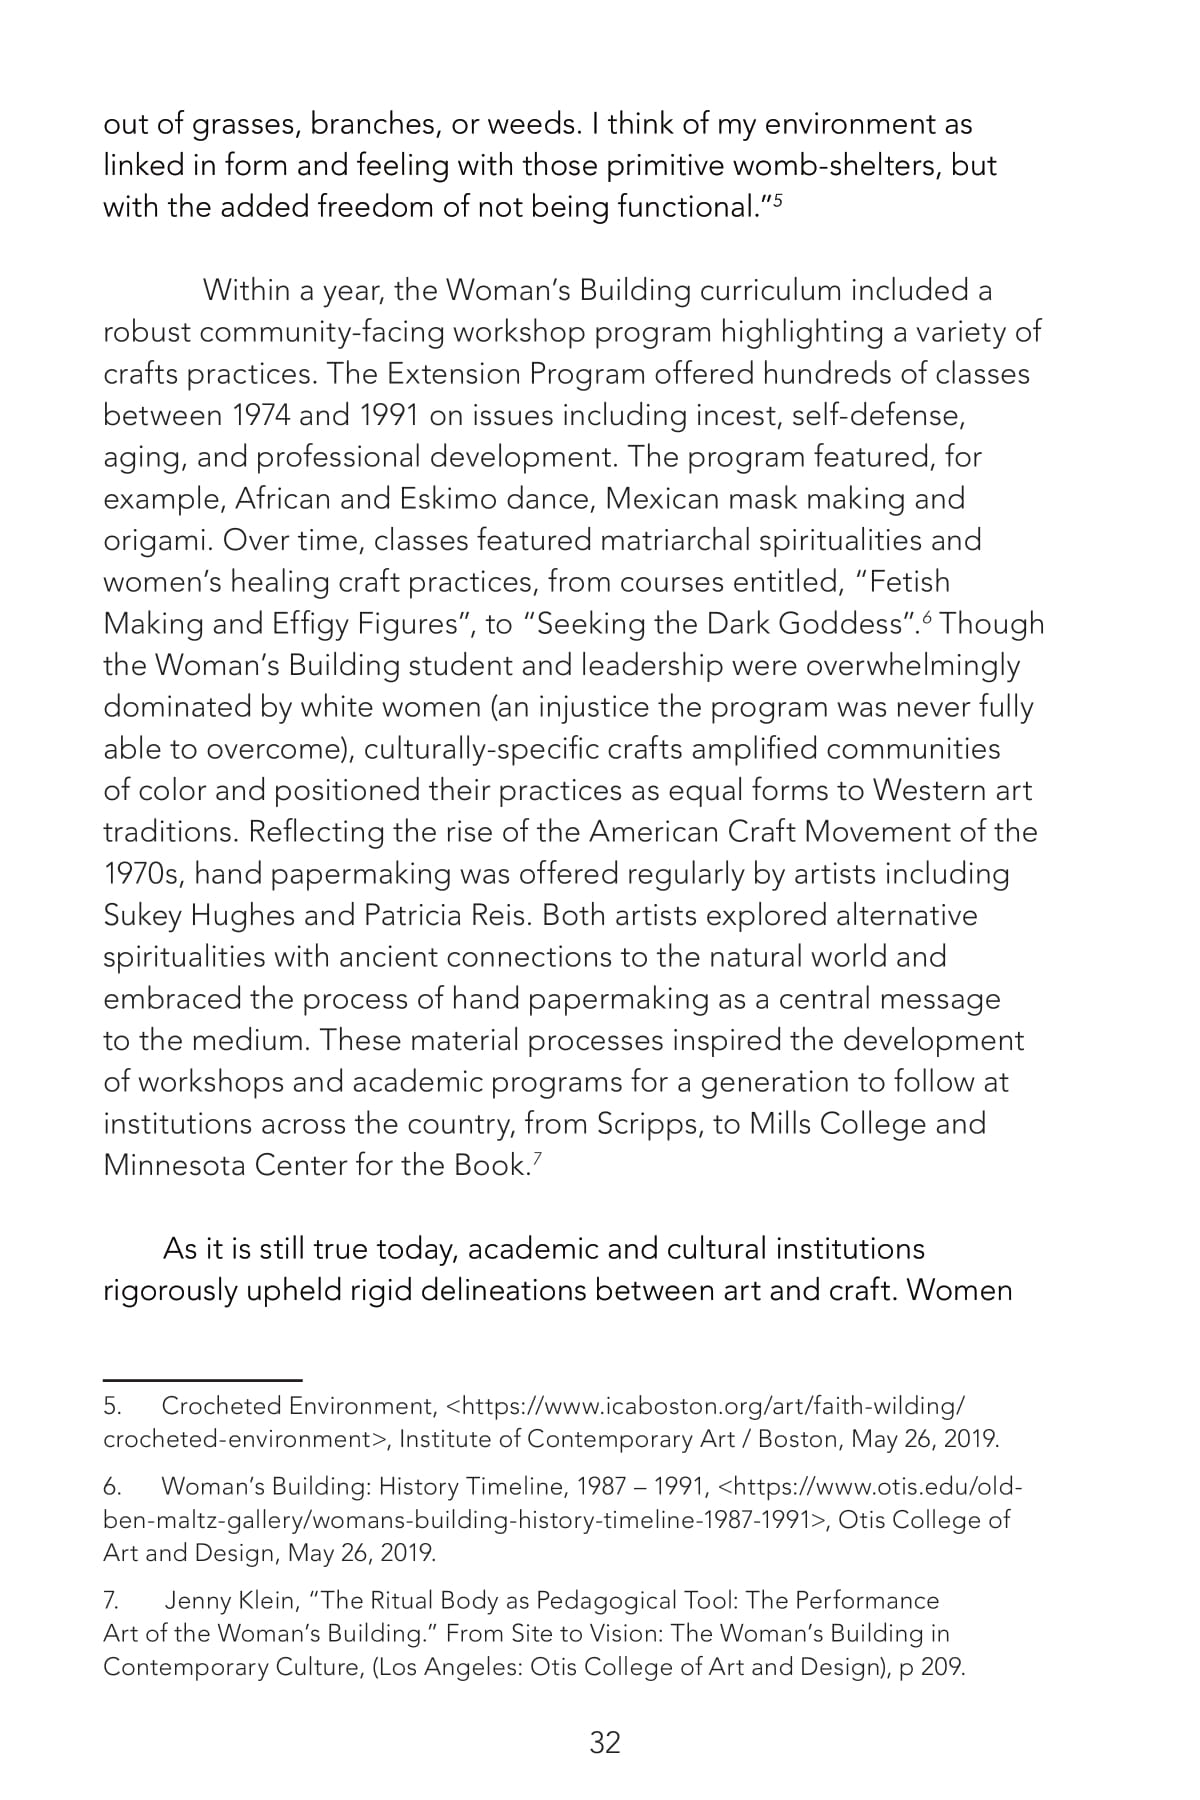 out of grasses, branches, or weeds. I think of my environment as
linked in form and feeling with those primitive womb-shelters, but
with the added freedom of not being functional.”5
Within a year, the Woman’s Building curriculum included a
robust community-facing workshop program highlighting a variety of
crafts practices. The Extension Program offered hundreds of classes
between 1974 and 1991 on issues including incest, self-defense,
aging, and professional development. The program featured, for
example, African and Eskimo dance, Mexican mask making and
origami. Over time, classes featured matriarchal spiritualities and
women’s healing craft practices, from courses entitled, “Fetish
Making and Effigy Figures”, to “Seeking the Dark Goddess”.6 Though
the Woman’s Building student and leadership were overwhelmingly
dominated by white women (an injustice the program was never fully
able to overcome), culturally-specific crafts amplified communities
of color and positioned their practices as equal forms to Western art
traditions. Reflecting the rise of the American Craft Movement of the
1970s, hand papermaking was offered regularly by artists including
Sukey Hughes and Patricia Reis. Both artists explored alternative
spiritualities with ancient connections to the natural world and
embraced the process of hand papermaking as a central message
to the medium. These material processes inspired the development
of workshops and academic programs for a generation to follow at
institutions across the country, from Scripps, to Mills College and
Minnesota Center for the Book.7
As it is still true today, academic and cultural institutions
rigorously upheld rigid delineations between art and craft. Women
5. Crocheted Environment, <https://www.icaboston.org/art/faith-wilding/
crocheted-environment>, Institute of Contemporary Art / Boston, May 26, 2019.
6. Woman’s Building: History Timeline, 1987 – 1991, <https://www.otis.edu/old-
ben-maltz-gallery/womans-building-history-timeline-1987-1991>, Otis College of
Art and Design, May 26, 2019.
7. Jenny Klein, “The Ritual Body as Pedagogical Tool: The Performance
Art of the Woman’s Building.” From Site to Vision: The Woman’s Building in
Contemporary Culture, (Los Angeles: Otis College of Art and Design), p 209.
32